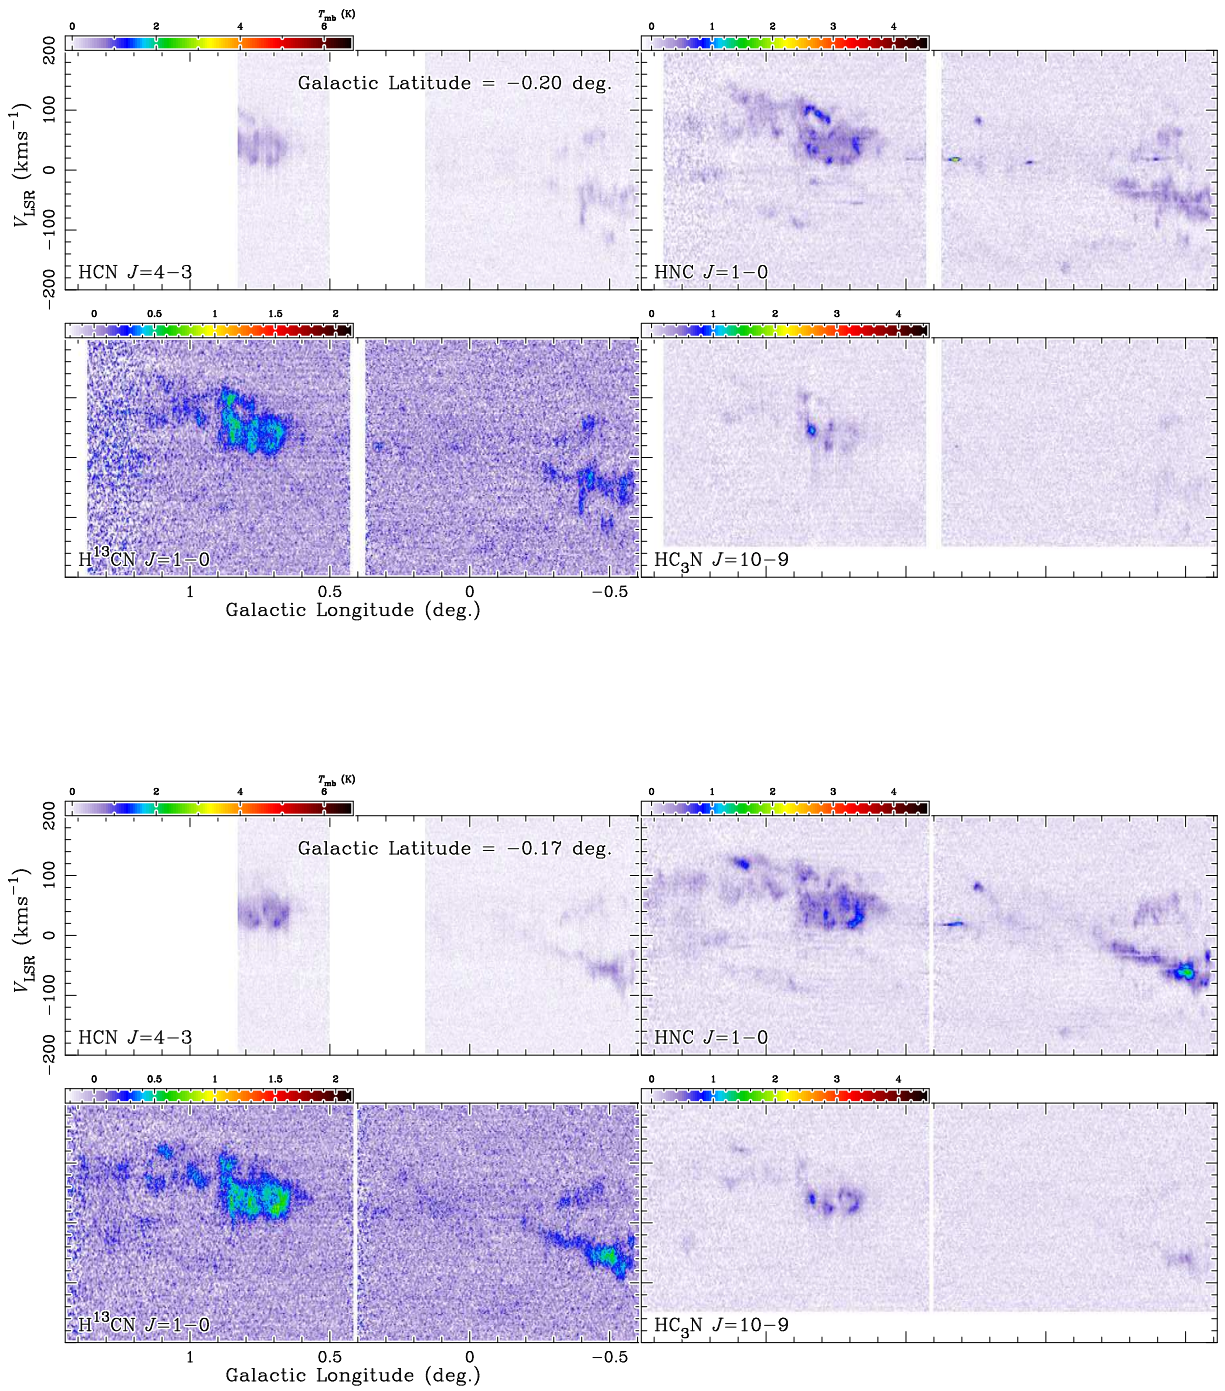 T_mb (K)
0 2 4 6
0 1 2 3 4
200
100
0
−100
−200
V_LSR (kms⁻¹)
Galactic Latitude = −0.20 deg.
HCN J=4−3
HNC J=1−0
0 0.5 1 1.5 2
0 1 2 3 4
H¹³CN J=1−0
HC₃N J=10−9
1 0.5 0 −0.5
Galactic Longitude (deg.)
T_mb (K)
0 2 4 6
0 1 2 3 4
200
100
0
−100
−200
V_LSR (kms⁻¹)
Galactic Latitude = −0.17 deg.
HCN J=4−3
HNC J=1−0
0 0.5 1 1.5 2
0 1 2 3 4
H¹³CN J=1−0
HC₃N J=10−9
1 0.5 0 −0.5
Galactic Longitude (deg.)